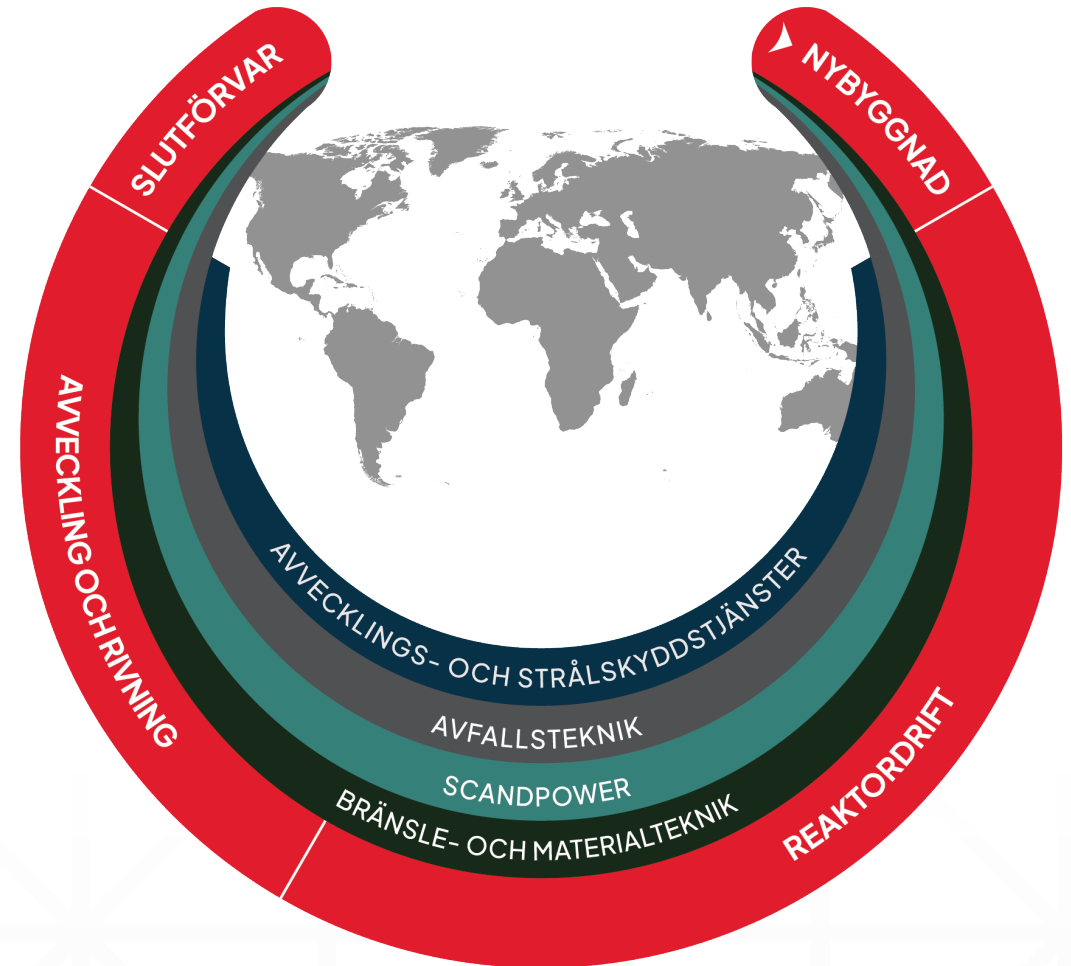 SLUTFÖRVAR
NYBYGGNAD
AVVECKLING OCH RIVNING
REAKTORDRIFT
AVVECKLINGS- OCH STRÅLSKYDDSTJÄNSTER
AVFALLSTEKNIK
SCANDPOWER
BRÄNSLE- OCH MATERIALTEKNIK